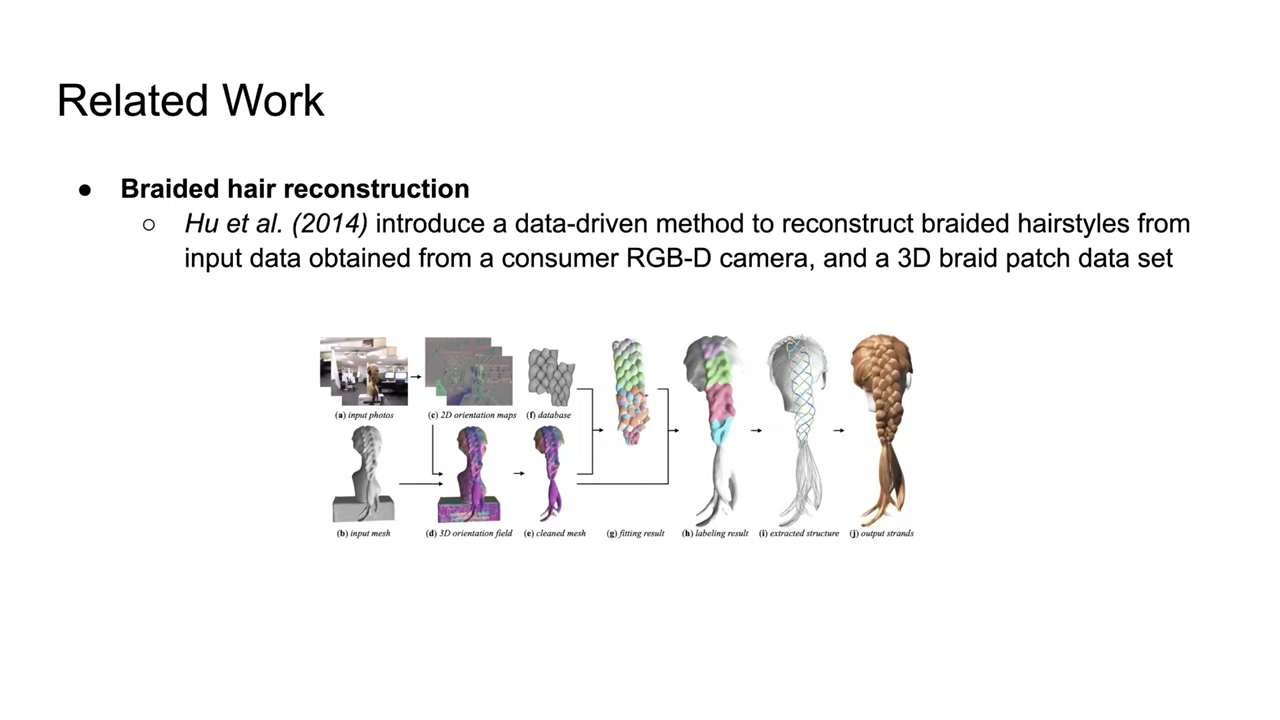 Related Work
● Braided hair reconstruction
○ Hu et al. (2014) introduce a data-driven method to reconstruct braided hairstyles from
input data obtained from a consumer RGB-D camera, and a 3D braid patch data set
(a) input photos
(c) 2D orientation maps
(f) database
(b) input mesh
(d) 3D orientation field
(e) cleaned mesh
(g) fitting result
(h) labeling result
(i) extracted structure
(j) output strands